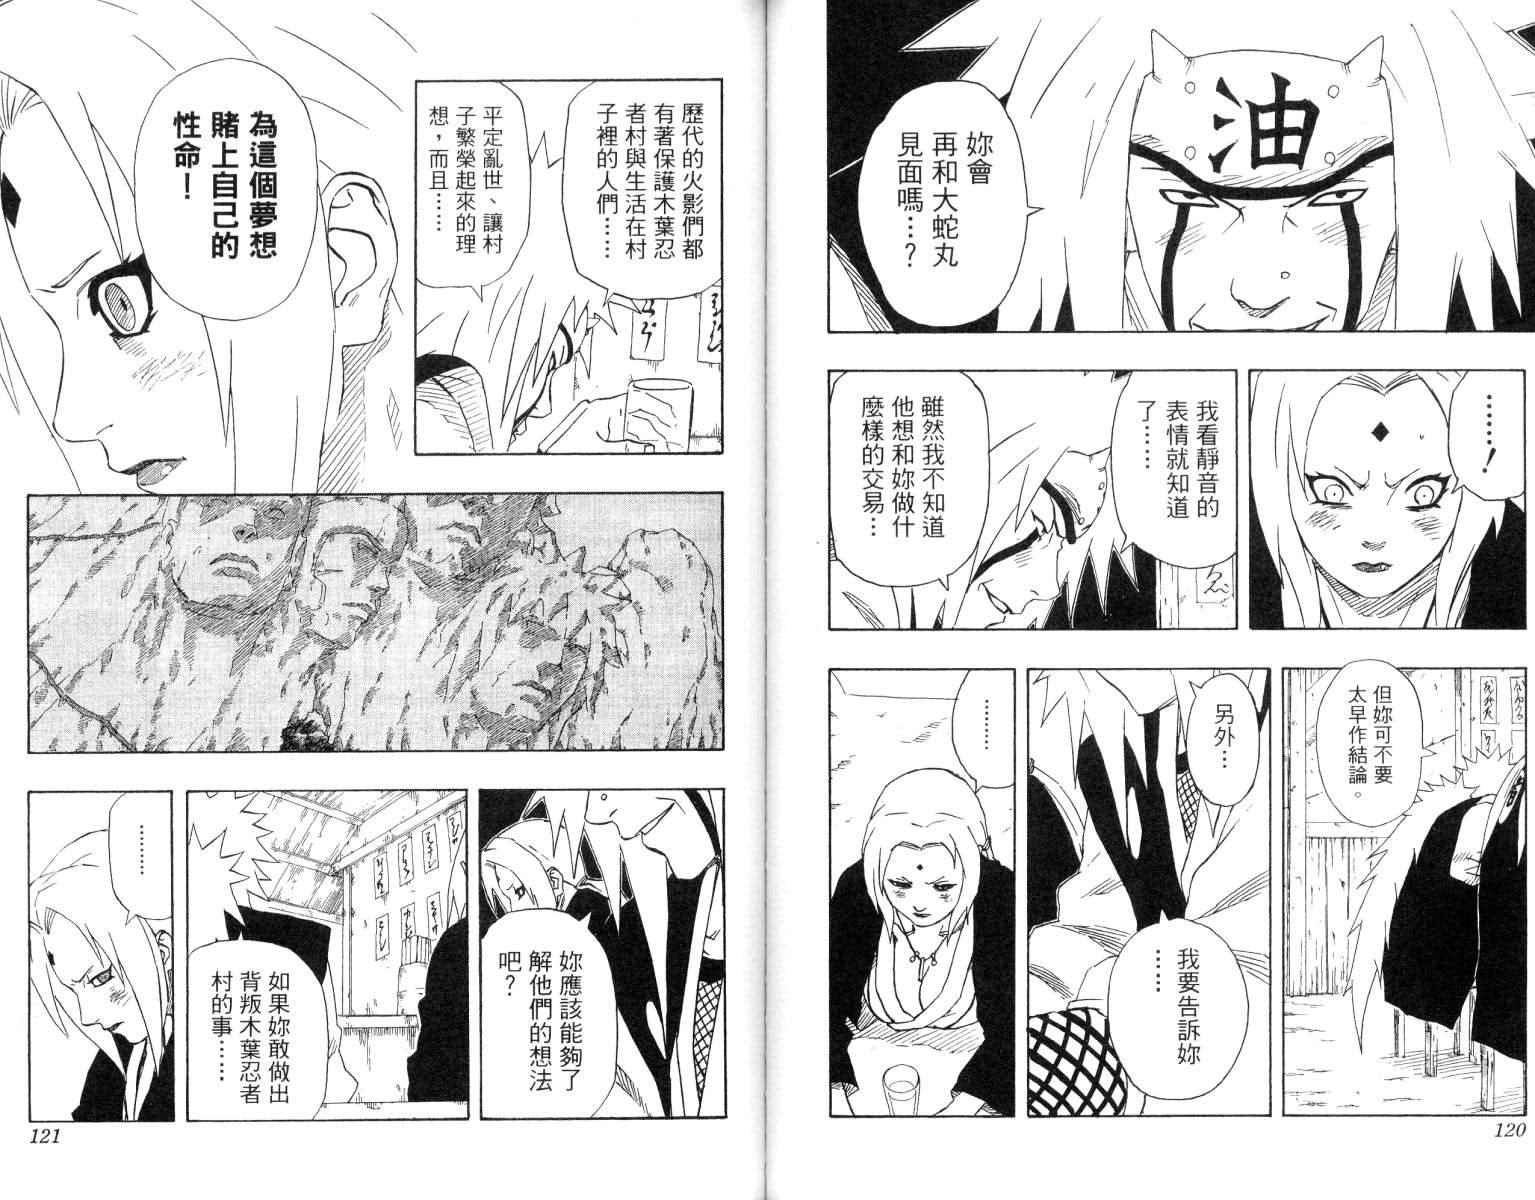 油
妳會
再和大蛇丸
見面嗎…?
……!
我看靜音的
表情就知道
了……
雖然我不知道
他想和妳做什
麼樣的交易…
但妳可不要
太早作結論。
另外…
我要告訴妳
……
………
120
歷代的火影們都
有著保護木葉忍
者村與生活在村
子裡的人們……
平定亂世、讓村
子繁榮起來的理
想，而且……
為這個夢想
賭上自己的
性命！
妳應該能夠了
解他們的想法
吧?
如果妳敢做出
背叛木葉忍者
村的事……
………
121